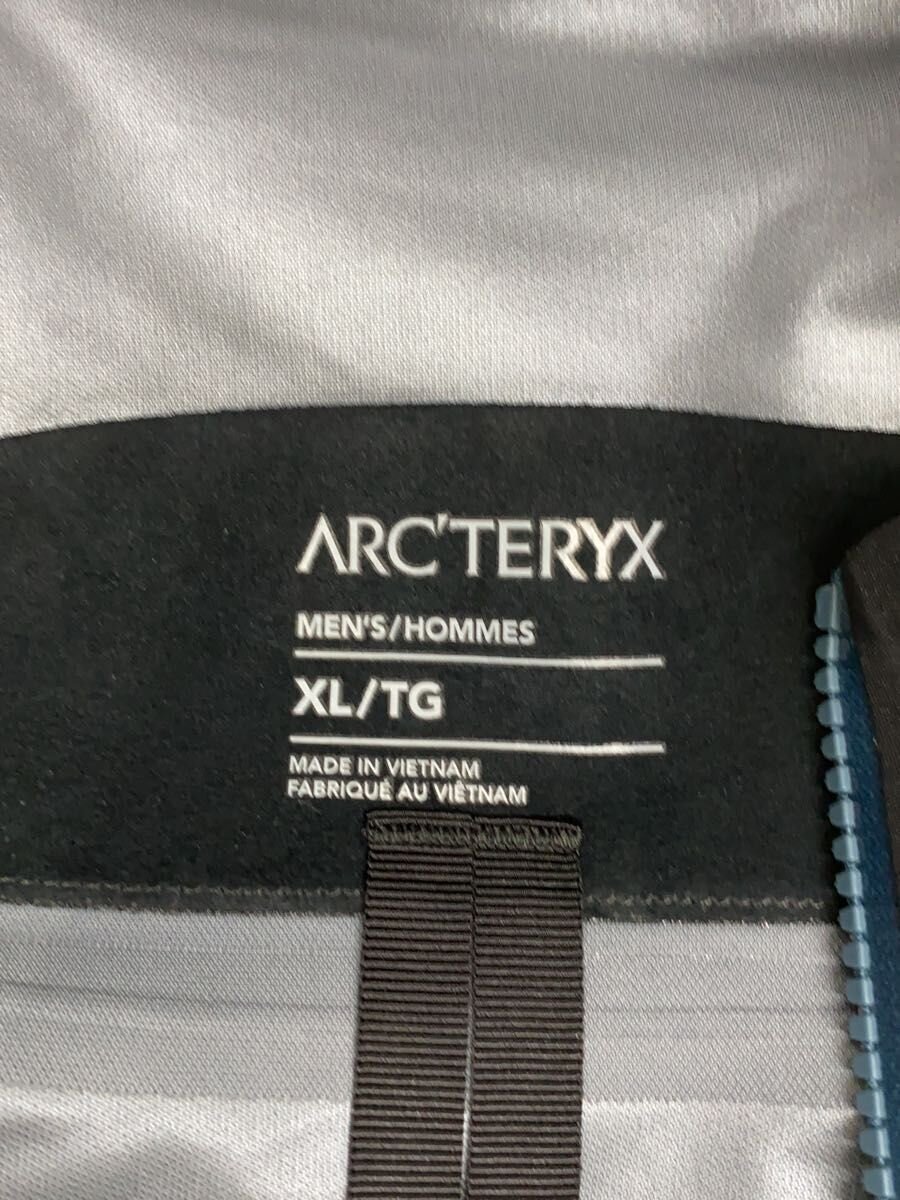 ARC'TERYX
MEN'S/HOMMES
XL/TG
MADE IN VIETNAM
FABRIQUÉ AU VIÊTNAM